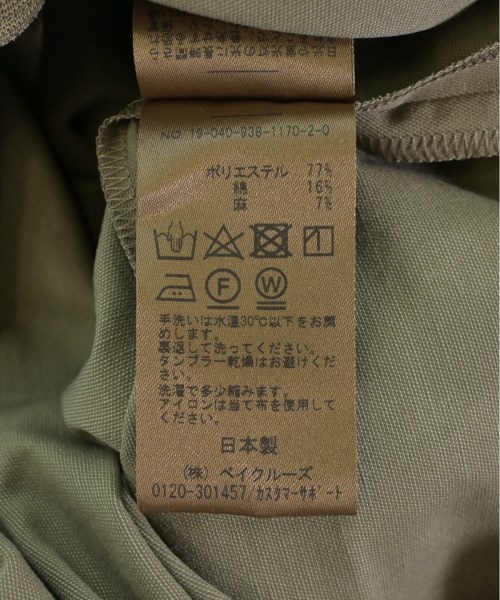 NO 19-040-938-1170-2-0
ポリエステル 77%
綿 16%
麻 7%
F W
手洗いは水温30℃以下をお薦
めします。
裏返して洗ってください。
タンブラー乾燥はお避けくだ
さい。
洗濯で多少縮みます。
アイロンは当て布を使用して
ください。
日本製
(株) ベイクルーズ
0120-301457/カスタマーサポート